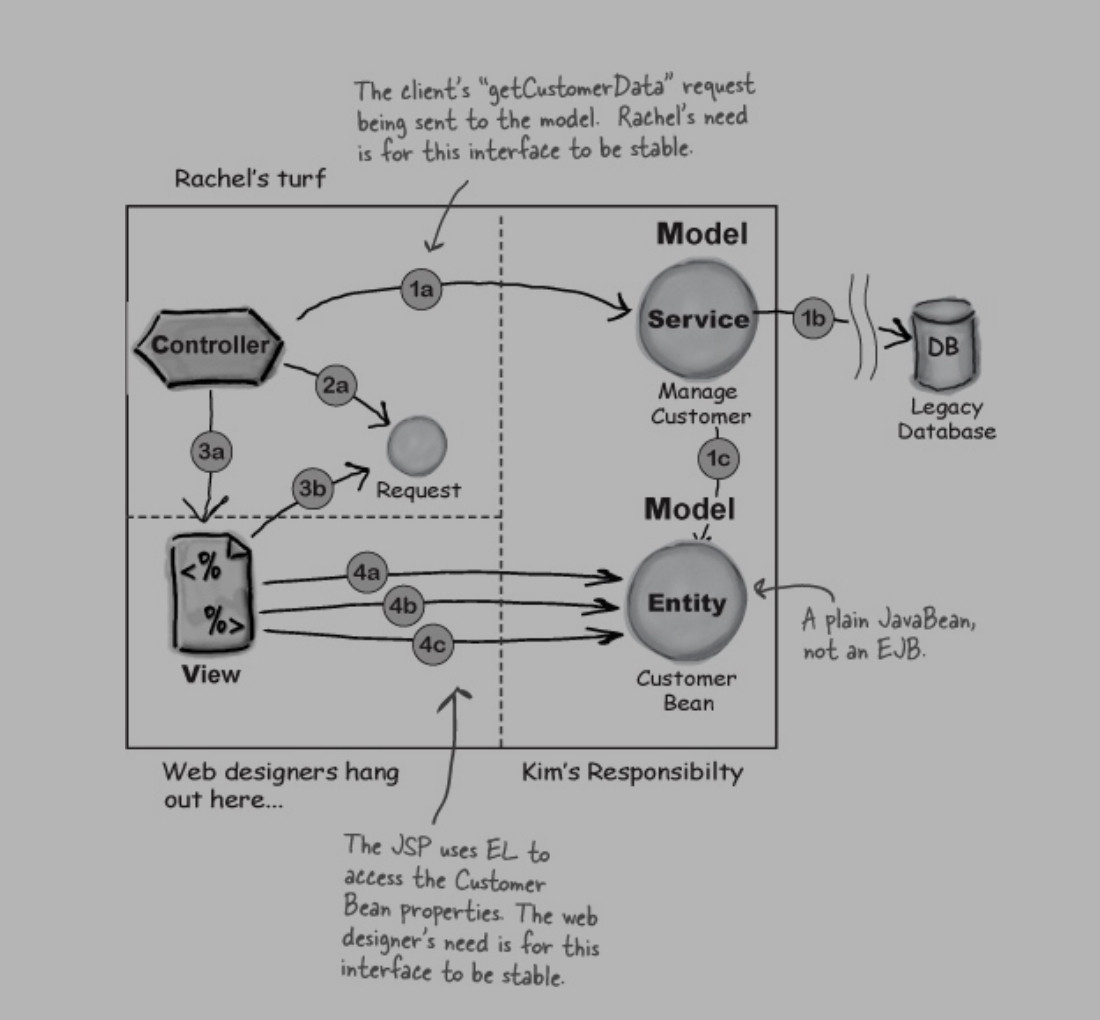 The client's “getCustomerData” request
being sent to the model. Rachel's need
is for this interface to be stable.
Rachel's turf
Model
1a
Service
1b
Controller
DB
2a
Manage
Customer
Legacy
Database
3a
1c
3b
Request
Model
<%
%>
4a
4b
4c
Entity
A plain JavaBean,
not an EJB.
View
Customer
Bean
Web designers hang
out here...
Kim's Responsibilty
The JSP uses EL to
access the Customer
Bean properties. The web
designer's need is for this
interface to be stable.